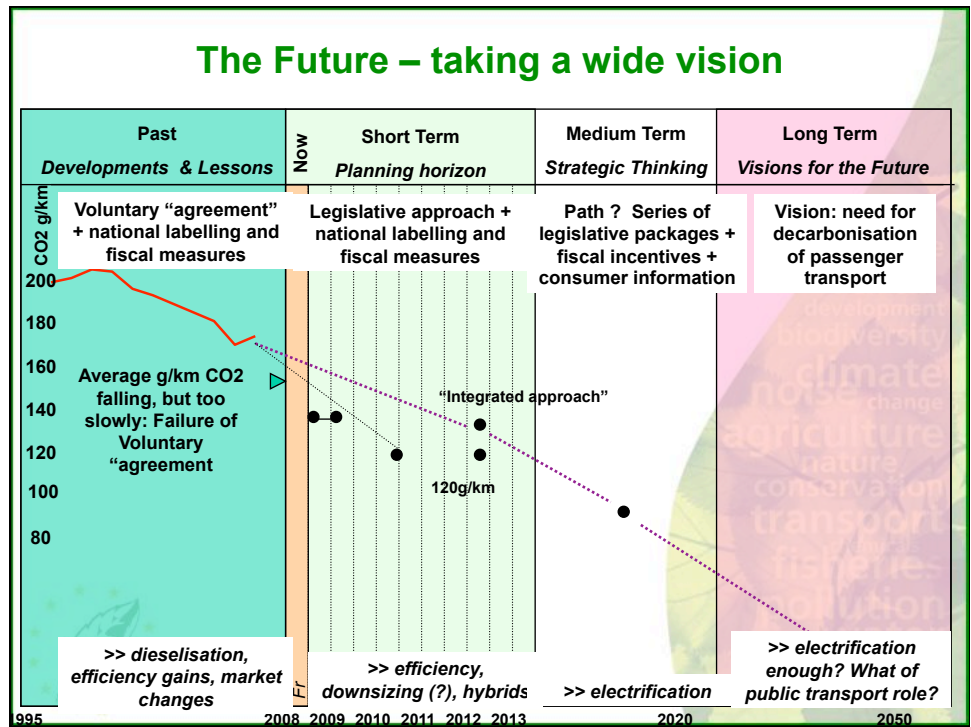 The Future – taking a wide vision
Past
Developments & Lessons
Now
Short Term
Planning horizon
Medium Term
Strategic Thinking
Long Term
Visions for the Future
CO2 g/km
Voluntary “agreement”
+ national labelling and
fiscal measures
Legislative approach +
national labelling and
fiscal measures
Path ? Series of
legislative packages +
fiscal incentives +
consumer information
Vision: need for
decarbonisation
of passenger
transport
200
180
160
140
120
100
80
Average g/km CO2
falling, but too
slowly: Failure of
Voluntary
“agreement
“Integrated approach”
120g/km
development
biodiversity
climate
noise
change
agriculture
nature
conservation
transport
fisheries
pollution
>> dieselisation,
efficiency gains, market
changes
Fr
>> efficiency,
downsizing (?), hybrids
>> electrification
>> electrification
enough? What of
public transport role?
1995 2008 2009 2010 2011 2012 2013 2020 2050